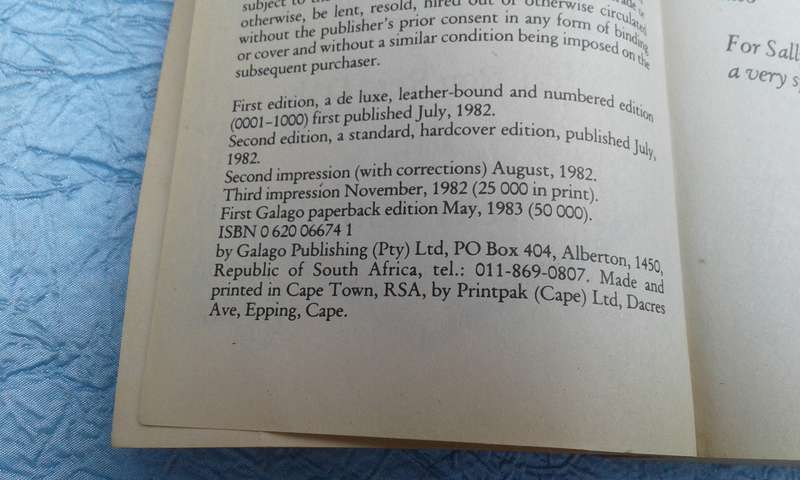 subject to the
otherwise, be lent, resold, hired out or otherwise circulated
without the publisher's prior consent in any form of binding
or cover and without a similar condition being imposed on the
subsequent purchaser.
First edition, a de luxe, leather-bound and numbered edition
(0001–1000) first published July, 1982.
Second edition, a standard, hardcover edition, published July,
1982.
Second impression (with corrections) August, 1982.
Third impression November, 1982 (25 000 in print).
First Galago paperback edition May, 1983 (50 000).
ISBN 0 620 06674 1
by Galago Publishing (Pty) Ltd, PO Box 404, Alberton, 1450,
Republic of South Africa, tel.: 011-869-0807. Made and
printed in Cape Town, RSA, by Printpak (Cape) Ltd, Dacres
Ave, Epping, Cape.
For Sall
a very